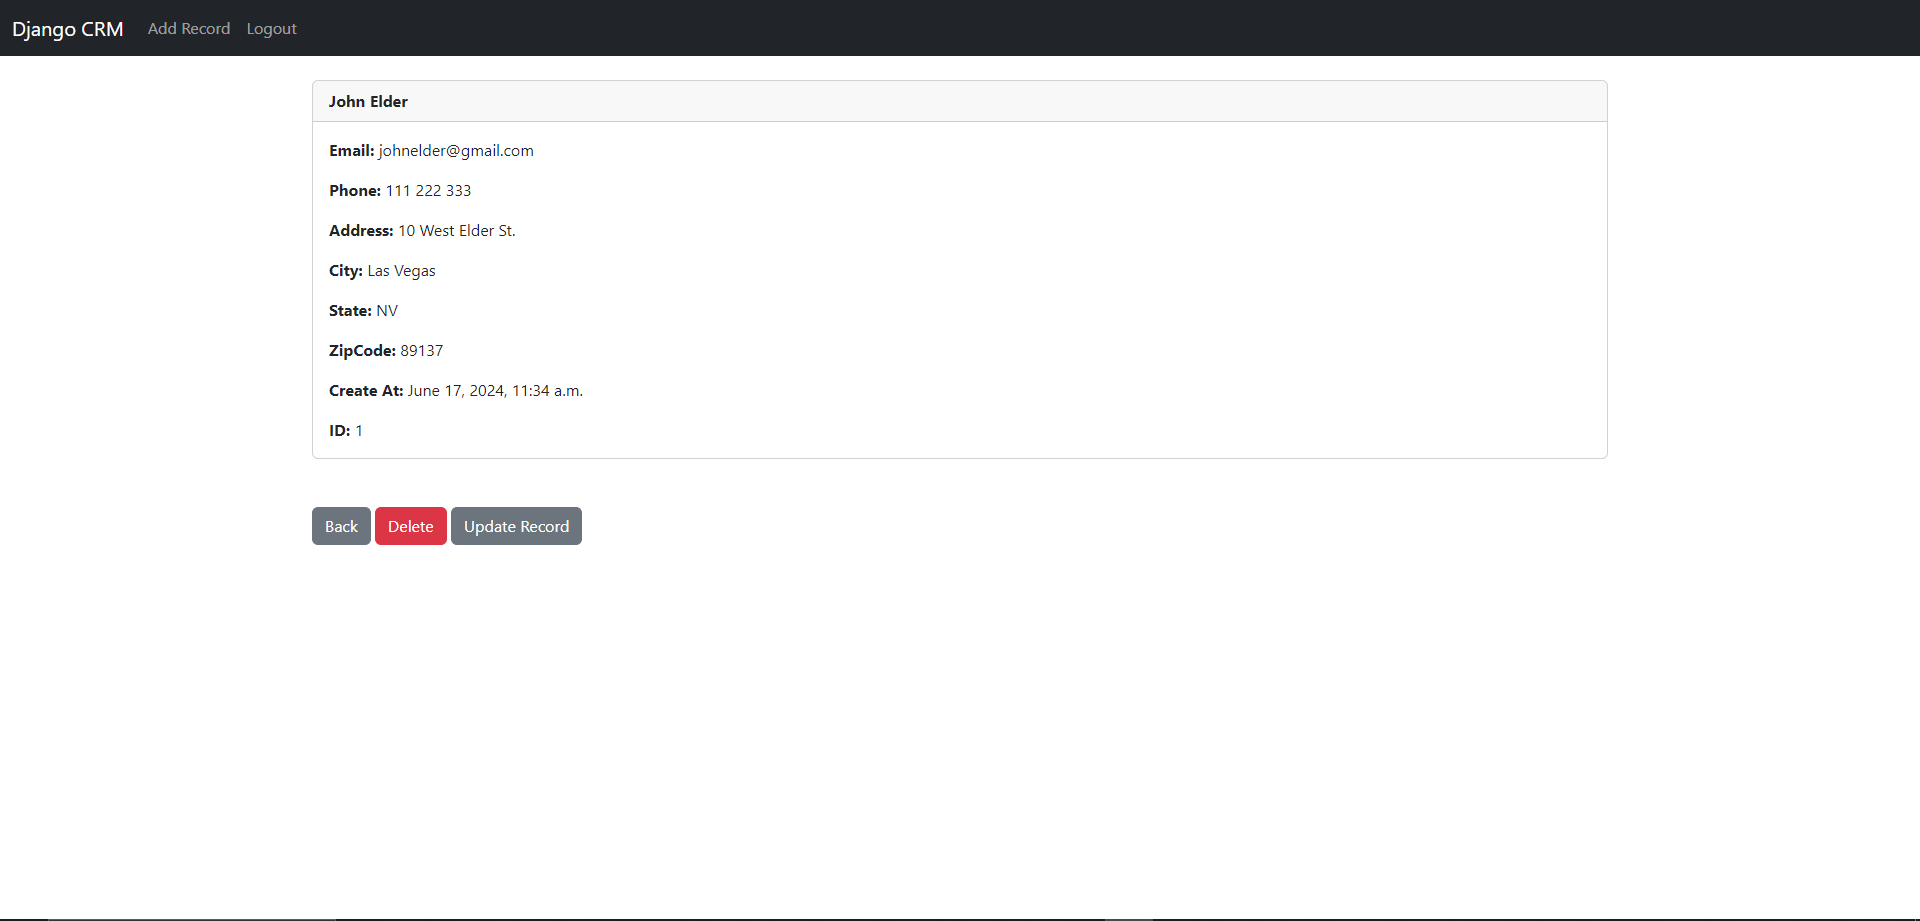 Django CRM Add Record Logout
John Elder
Email: johnelder@gmail.com
Phone: 111 222 333
Address: 10 West Elder St.
City: Las Vegas
State: NV
ZipCode: 89137
Create At: June 17, 2024, 11:34 a.m.
ID: 1
Back Delete Update Record